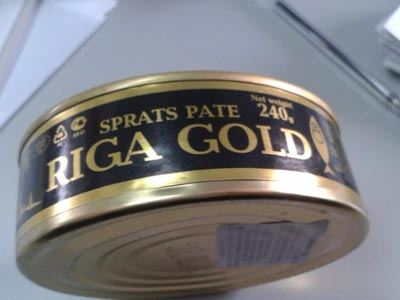 SPRATS PATE
Net weight
240g
RIGA GOLD